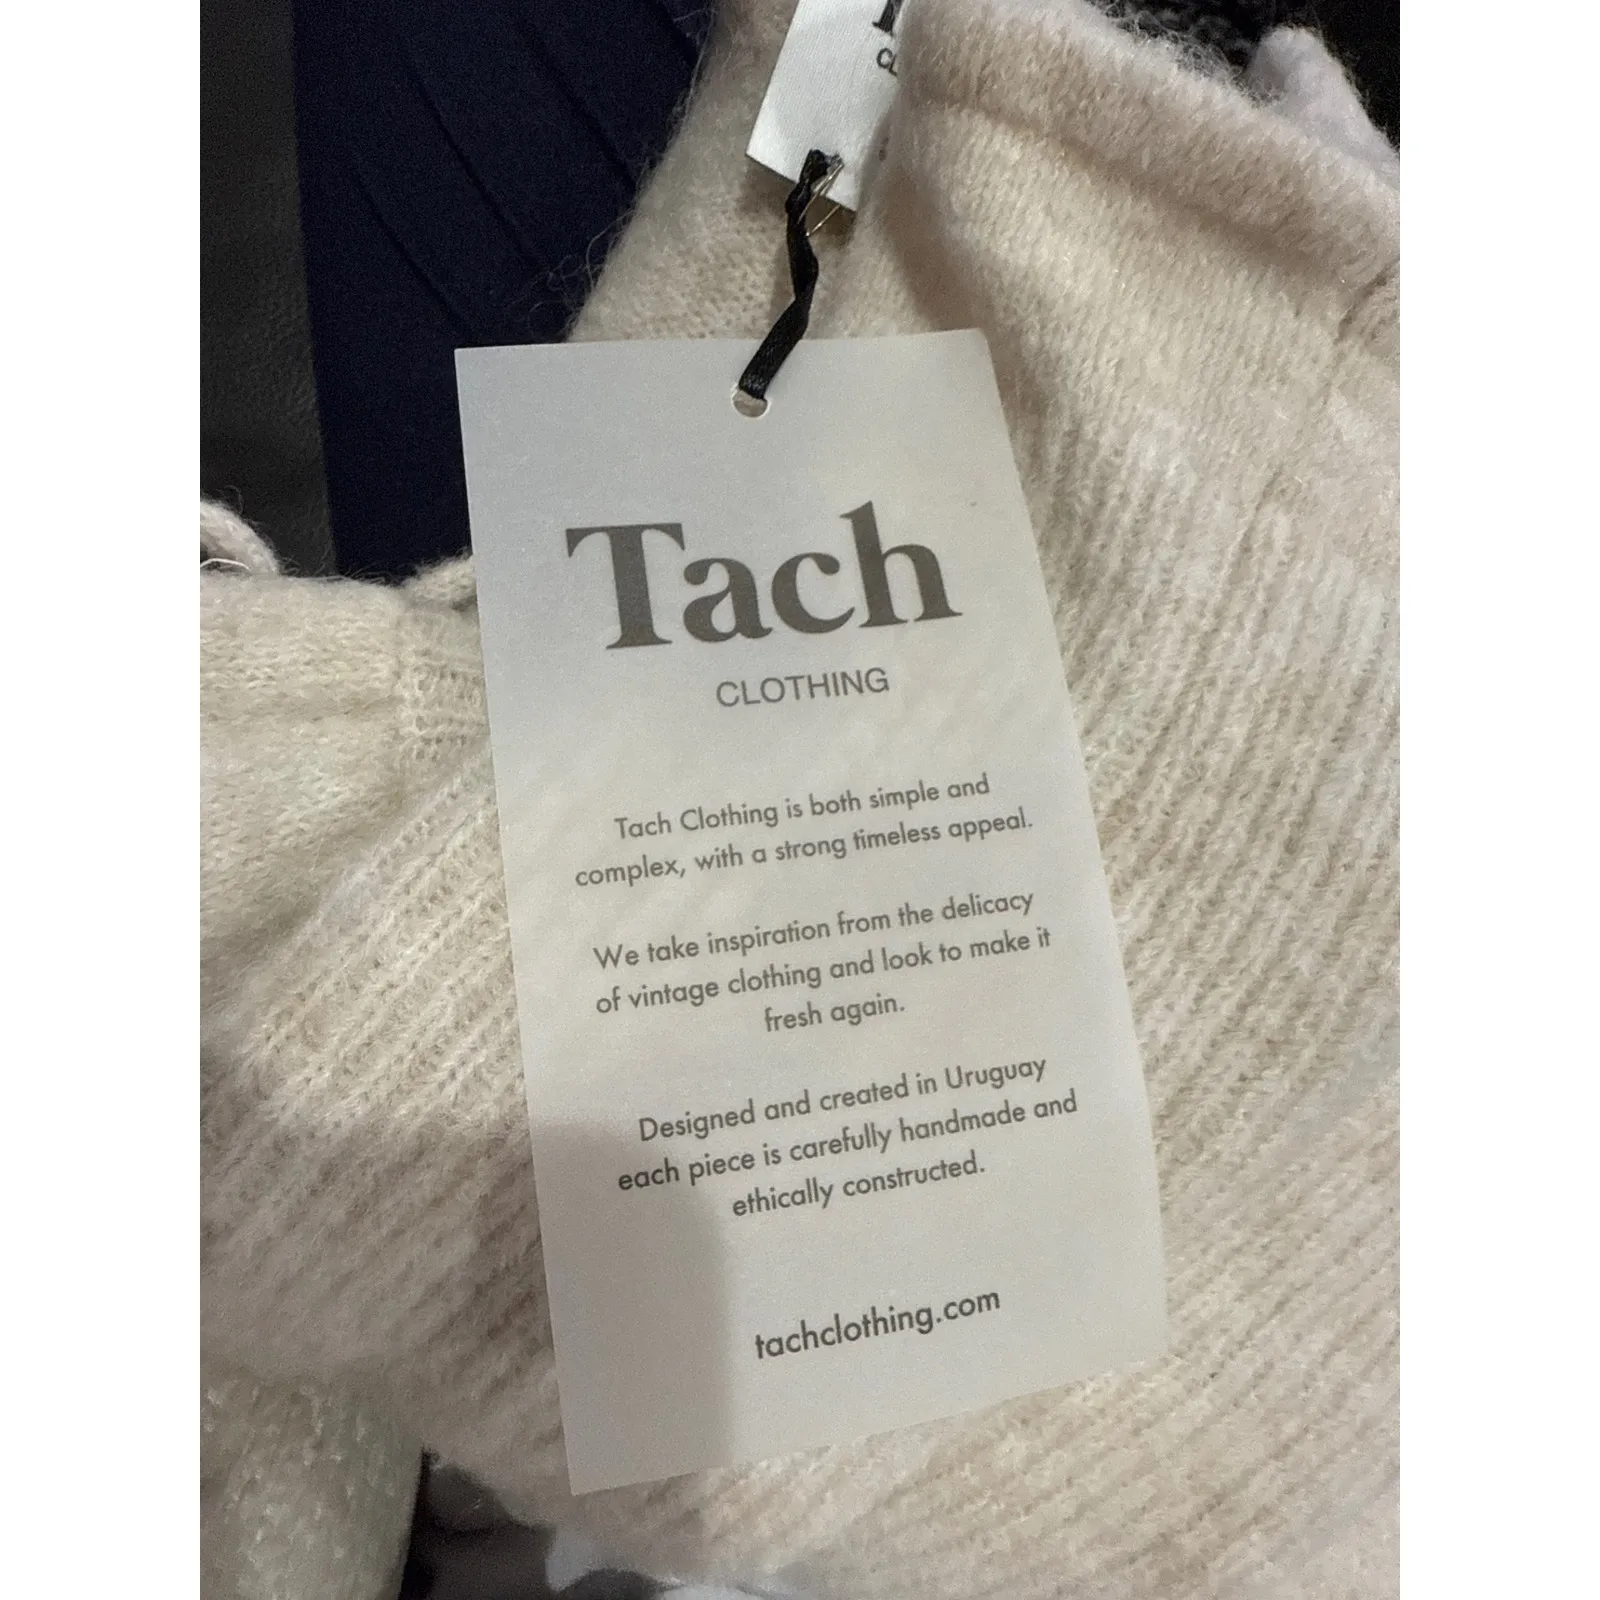 Tach
CLOTHING
Tach Clothing is both simple and
complex, with a strong timeless appeal.
We take inspiration from the delicacy
of vintage clothing and look to make it
fresh again.
Designed and created in Uruguay
each piece is carefully handmade and
ethically constructed.
tachclothing.com